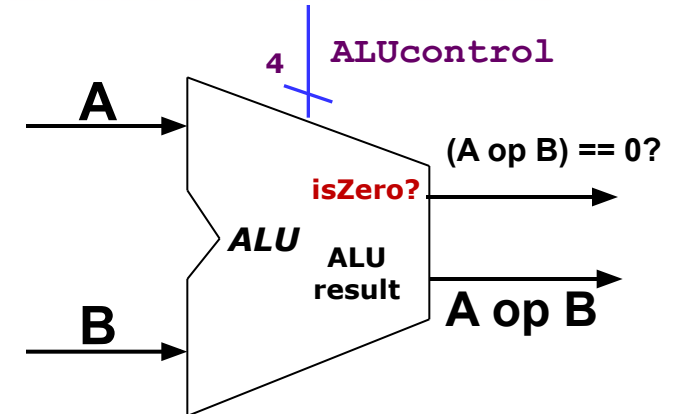 4
ALUcontrol
A
(A op B) == 0?
isZero?
ALU
ALU
result
A op B
B